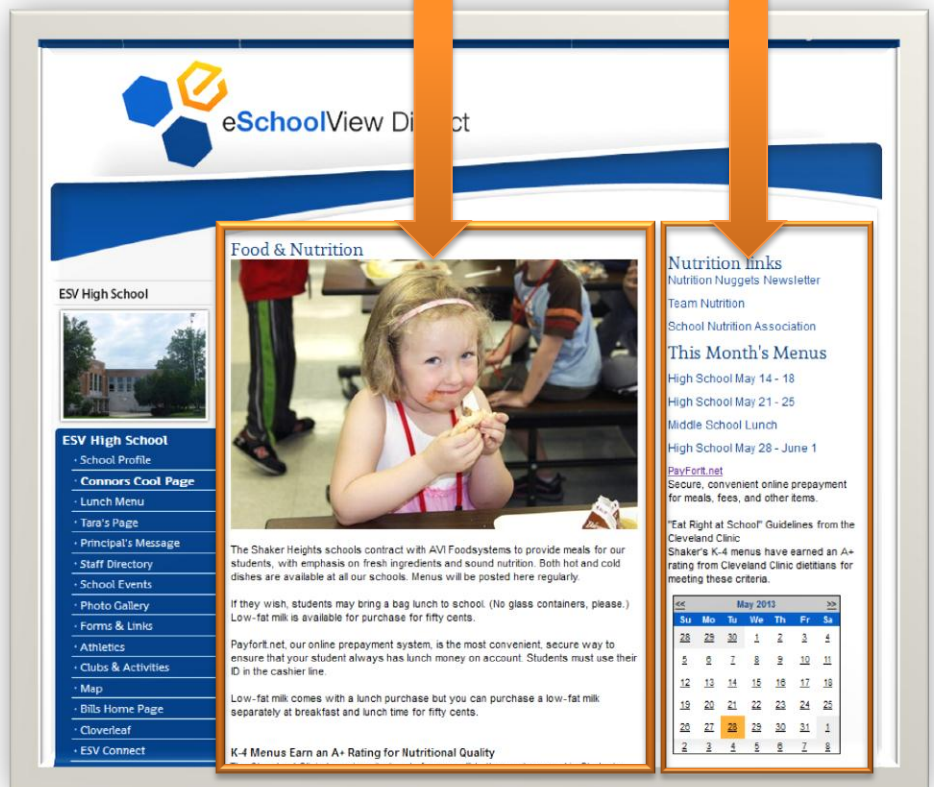 eSchoolView Di ct
ESV High School
ESV High School
· School Profile
· Connors Cool Page
· Lunch Menu
· Tara's Page
· Principal's Message
· Staff Directory
· School Events
· Photo Gallery
· Forms & Links
· Athletics
· Clubs & Activities
· Map
· Bills Home Page
· Cloverleaf
· ESV Connect
Food & Nutrition
The Shaker Heights schools contract with AVI Foodsystems to provide meals for our
students, with emphasis on fresh ingredients and sound nutrition. Both hot and cold
dishes are available at all our schools. Menus will be posted here regularly.
If they wish, students may bring a bag lunch to school. (No glass containers, please.)
Low-fat milk is available for purchase for fifty cents.
PayforIt.net, our online prepayment system, is the most convenient, secure way to
ensure that your student always has lunch money on account. Students must use their
ID in the cashier line.
Low-fat milk comes with a lunch purchase but you can purchase a low-fat milk
separately at breakfast and lunch time for fifty cents.
K-4 Menus Earn an A+ Rating for Nutritional Quality
Nutrition links
Nutrition Nuggets Newsletter
Team Nutrition
School Nutrition Association
This Month's Menus
High School May 14 - 18
High School May 21 - 25
Middle School Lunch
High School May 28 - June 1
PayForIt.net
Secure, convenient online prepayment
for meals, fees, and other items.
"Eat Right at School" Guidelines from the
Cleveland Clinic
Shaker's K-4 menus have earned an A+
rating from Cleveland Clinic dietitians for
meeting these criteria.
<< May 2013 >>
Su Mo Tu We Th Fr Sa
28 29 30 1 2 3 4
5 6 7 8 9 10 11
12 13 14 15 16 17 18
19 20 21 22 23 24 25
26 27 28 29 30 31 1
2 3 4 5 6 7 8